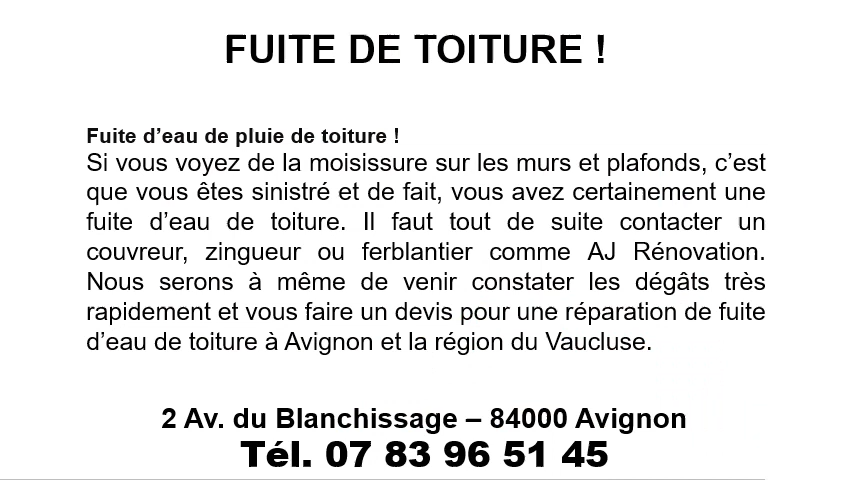 FUITE DE TOITURE !
Fuite d’eau de pluie de toiture !
Si vous voyez de la moisissure sur les murs et plafonds, c’est
que vous êtes sinistré et de fait, vous avez certainement une
fuite d’eau de toiture. Il faut tout de suite contacter un
couvreur, zingueur ou ferblantier comme AJ Rénovation.
Nous serons à même de venir constater les dégâts très
rapidement et vous faire un devis pour une réparation de fuite
d’eau de toiture à Avignon et la région du Vaucluse.
2 Av. du Blanchissage – 84000 Avignon
Tél. 07 83 96 51 45